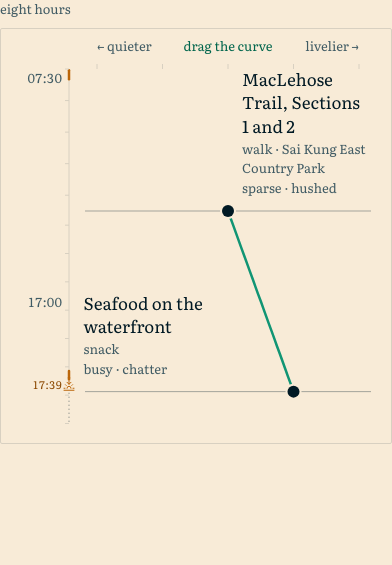 eight hours
← quieter drag the curve livelier →
07:30
MacLehose
Trail, Sections
1 and 2
walk · Sai Kung East
Country Park
sparse · hushed
17:00
Seafood on the
waterfront
snack
busy · chatter
17:39